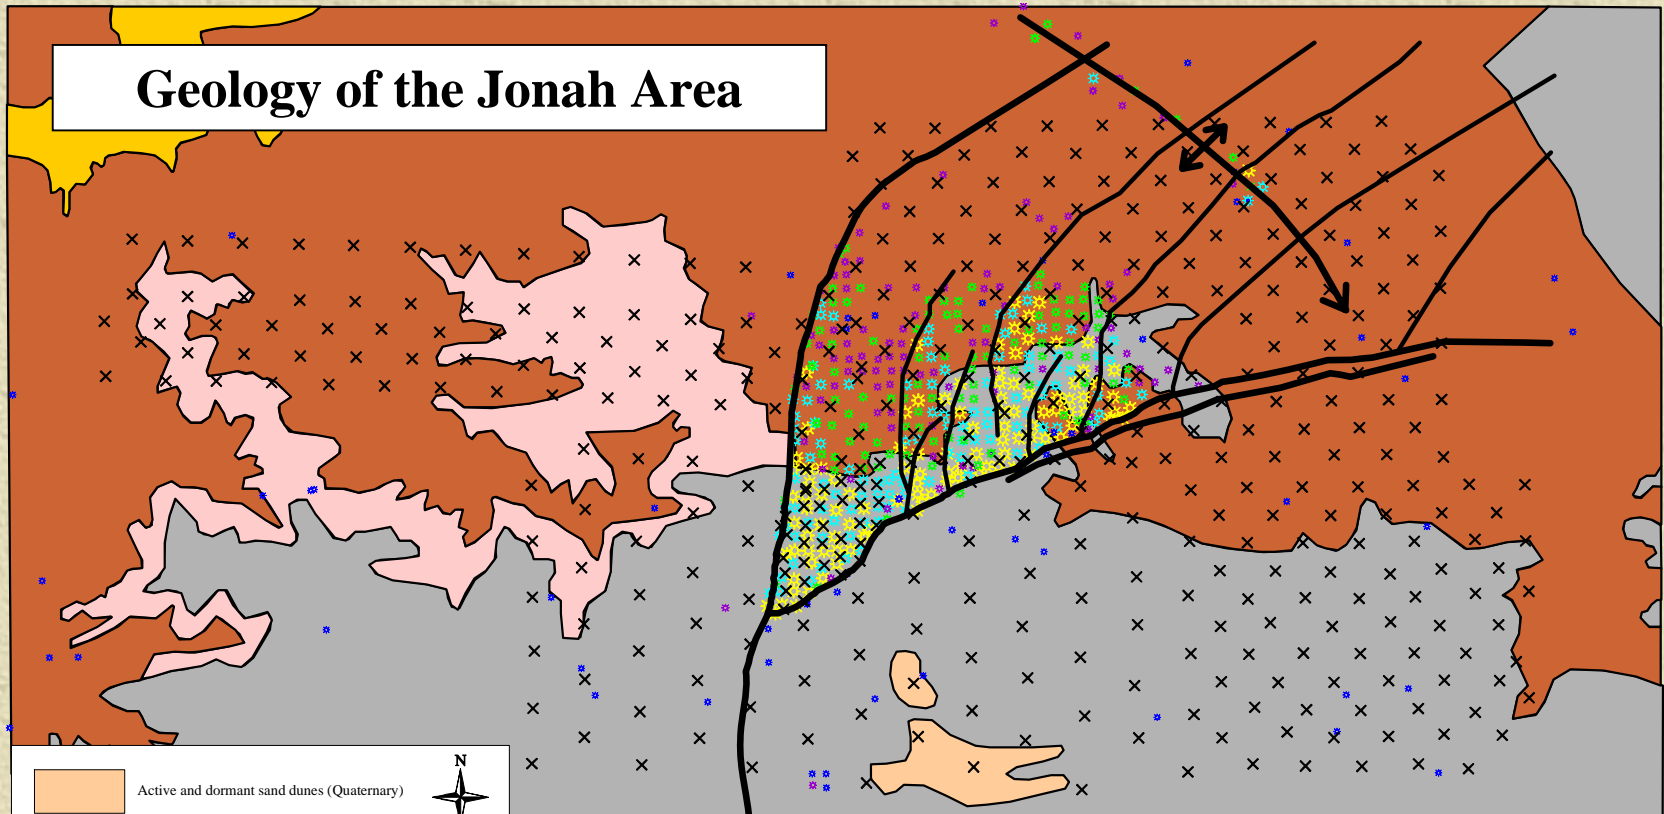 Geology of the Jonah Area
N
Active and dormant sand dunes (Quaternary)